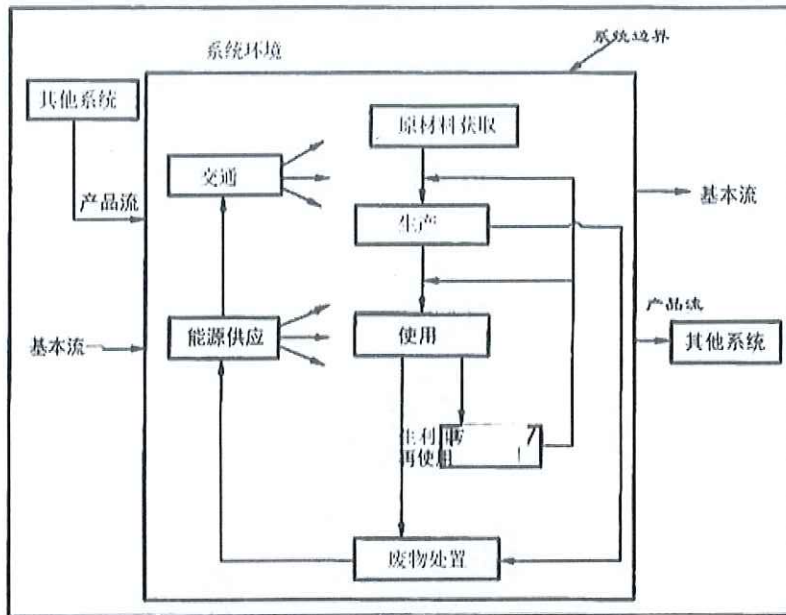 系统环境
系统边界
其他系统
原材料获取
交通
产品流
基本流
生产
产品流
能源供应
使用
基本流
其他系统
再使用
废物处置